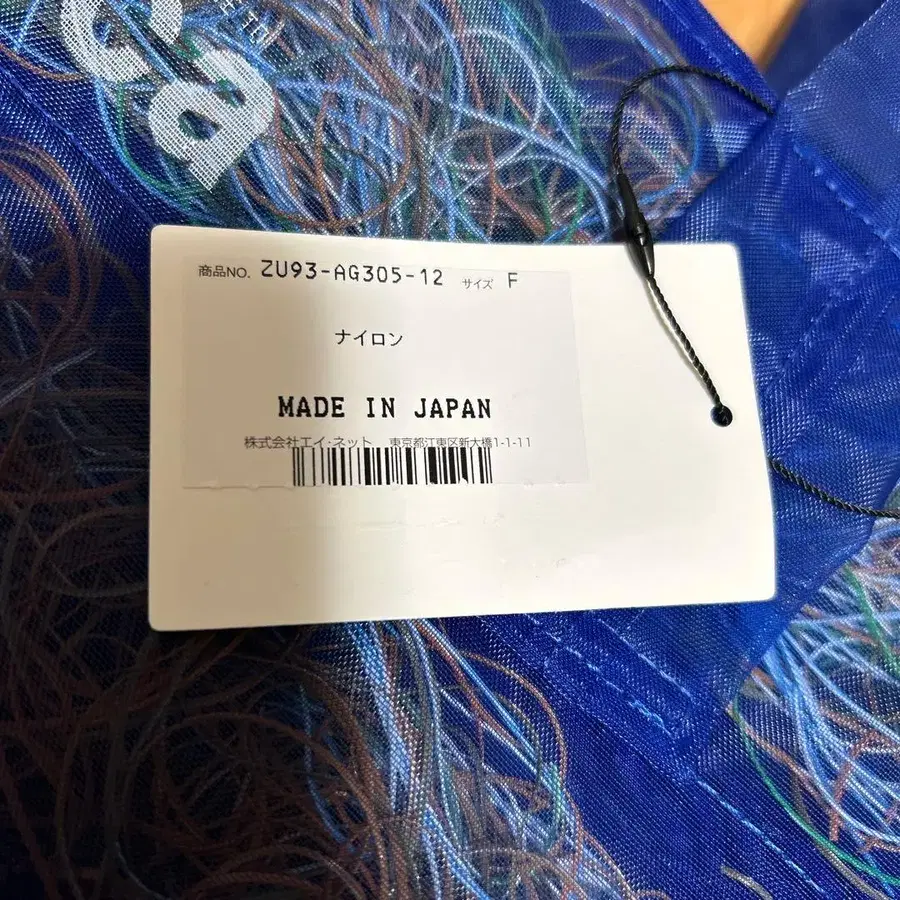 商品NO. ZU93-AG305-12 サイズ F
ナイロン
MADE IN JAPAN
株式会社エイ・ネット 東京都江東区新大橋1-1-11